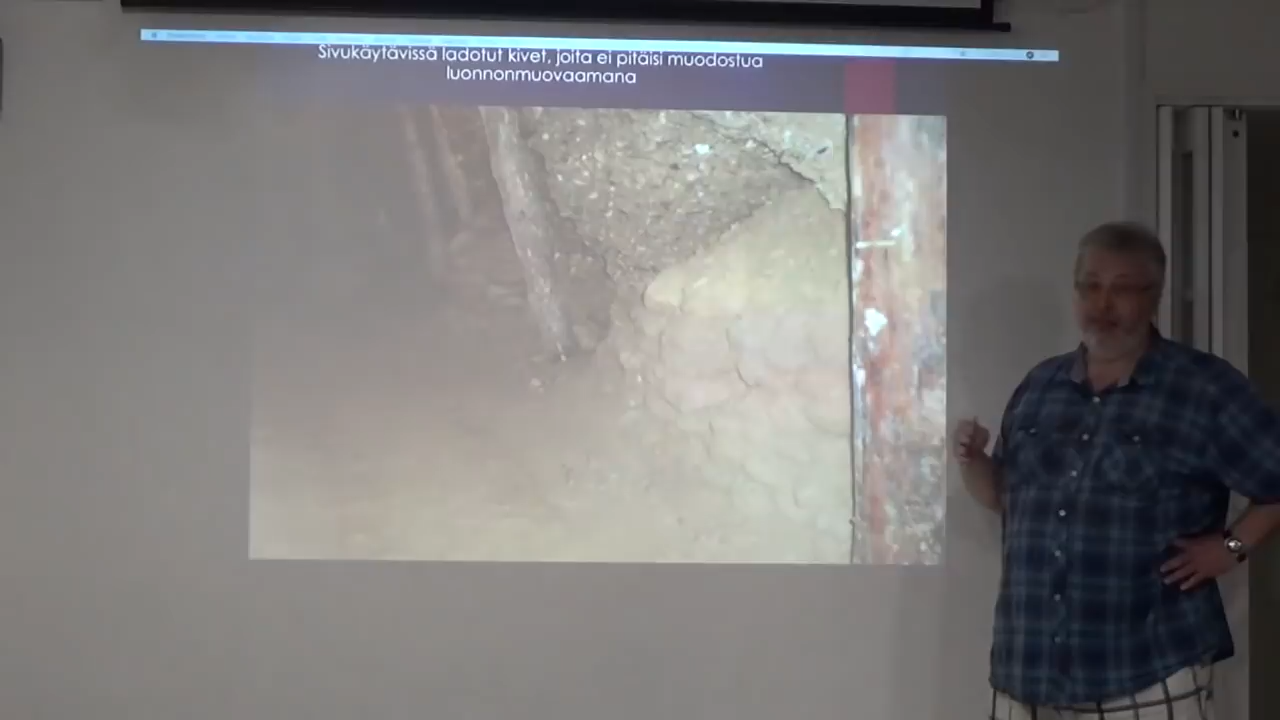 Sivukäytävissä ladotut kivet, joita ei pitäisi muodostua
luonnonmuovaamana